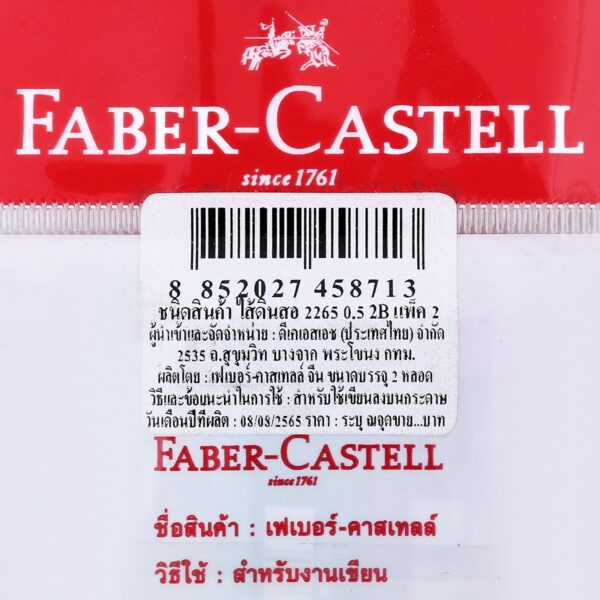 FABER-CASTELL
since 1761
8 852027 458713
ชนิดสินค้า ไส้ดินสอ 2265 0.5 2B แพ็ค 2
ผู้นำเข้าและจัดจำหน่าย : ดีเคเอสเอช (ประเทศไทย) จำกัด
2535 ถ.สุขุมวิท บางจาก พระโขนง กทม.
ผลิตโดย : เฟเบอร์-คาสเทลล์ จีน ขนาดบรรจุ 2 หลอด
วิธีและข้อแนะนำในการใช้ : สำหรับใช้เขียนลงบนกระดาษ
วันเดือนปีที่ผลิต : 08/08/2565 ราคา : ระบุ ณจุดขาย...บาท
FABER-CASTELL
since 1761
ชื่อสินค้า : เฟเบอร์-คาสเทลล์
วิธีใช้ : สำหรับงานเขียน